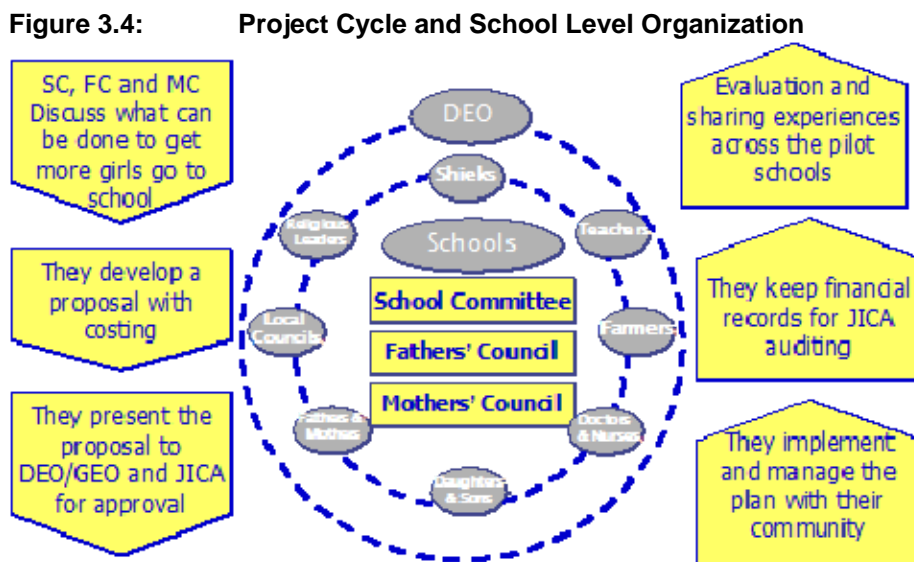 Figure 3.4: Project Cycle and School Level Organization
SC, FC and MC
Discuss what can
be done to get
more girls go to
school
They develop a
proposal with
costing
They present the
proposal to
DEO/GEO and JICA
for approval
DEO
Shieks
Religious
Leaders
Teachers
Schools
School Committee
Fathers' Council
Mothers' Council
Local
Councils
Farmers
Fathers &
Mothers
Doctors
& Nurses
Daughters
& Sons
Evaluation and
sharing experiences
across the pilot
schools
They keep financial
records for JICA
auditing
They implement
and manage the
plan with their
community